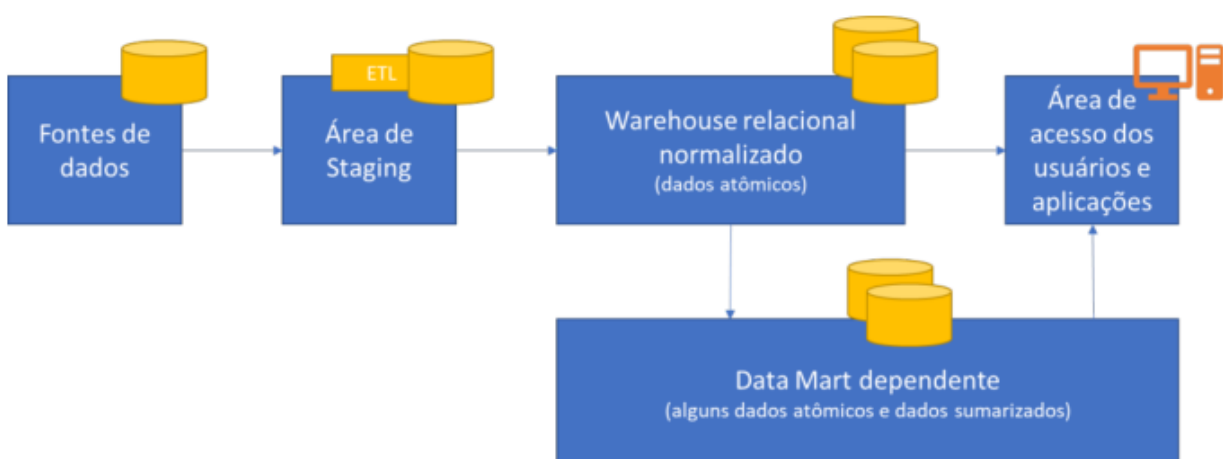 Fontes de
dados
ETL
Área de
Staging
Warehouse relacional
normalizado
(dados atômicos)
Área de
acesso dos
usuários e
aplicações
Data Mart dependente
(alguns dados atômicos e dados sumarizados)